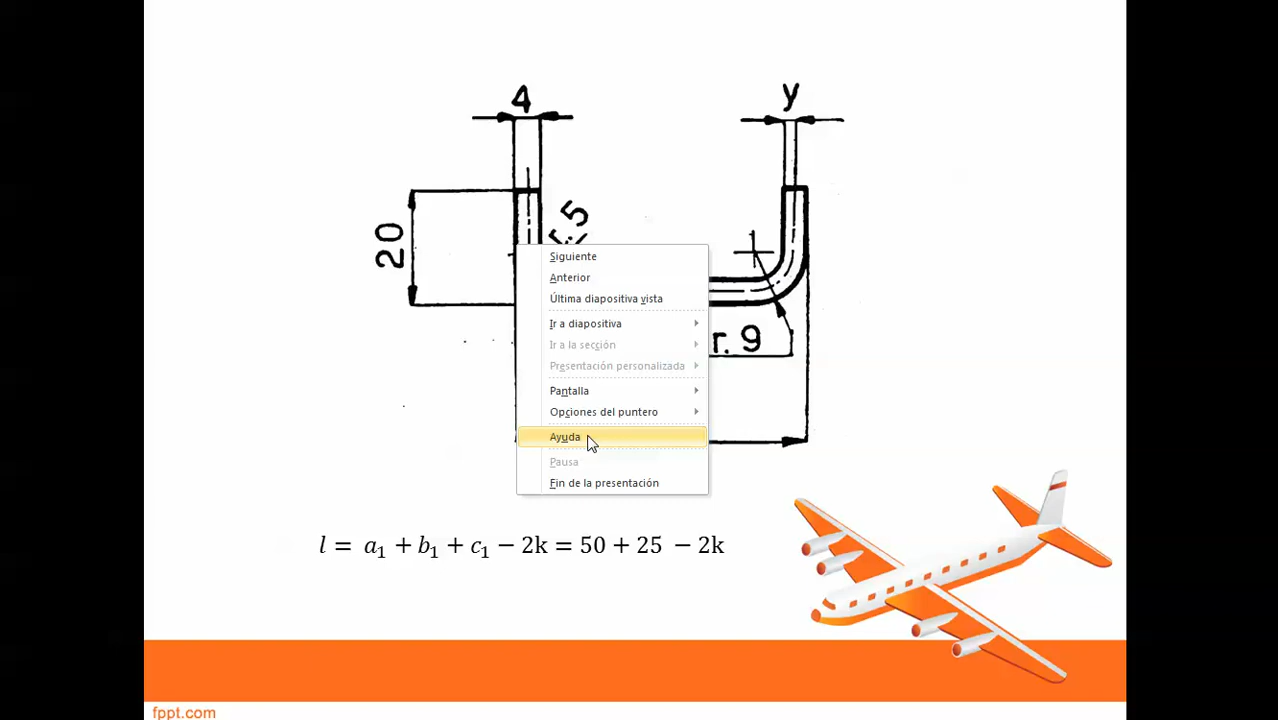 4
y
20
r.5
Siguiente
Anterior
Última diapositiva vista
Ir a diapositiva
Ir a la sección
Presentación personalizada
Pantalla
Opciones del puntero
Ayuda
Pausa
Fin de la presentación
r.9
l = a₁ + b₁ + c₁ − 2k = 50 + 25 − 2k
fppt.com